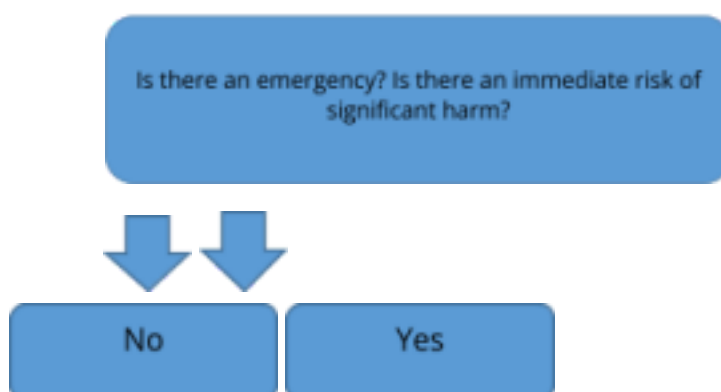 Is there an emergency? Is there an immediate risk of
significant harm?
No
Yes